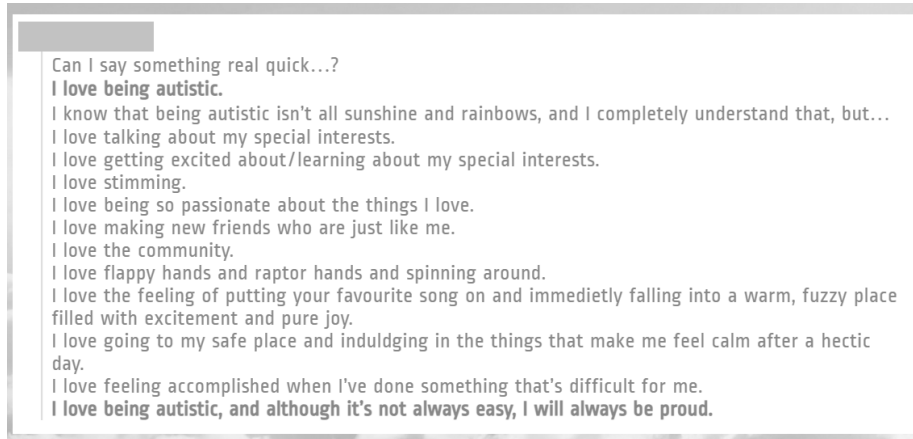 Can I say something real quick...?
I love being autistic.
I know that being autistic isn't all sunshine and rainbows, and I completely understand that, but...
I love talking about my special interests.
I love getting excited about/learning about my special interests.
I love stimming.
I love being so passionate about the things I love.
I love making new friends who are just like me.
I love the community.
I love flappy hands and raptor hands and spinning around.
I love the feeling of putting your favourite song on and immedietly falling into a warm, fuzzy place
filled with excitement and pure joy.
I love going to my safe place and induldging in the things that make me feel calm after a hectic
day.
I love feeling accomplished when I've done something that's difficult for me.
I love being autistic, and although it's not always easy, I will always be proud.